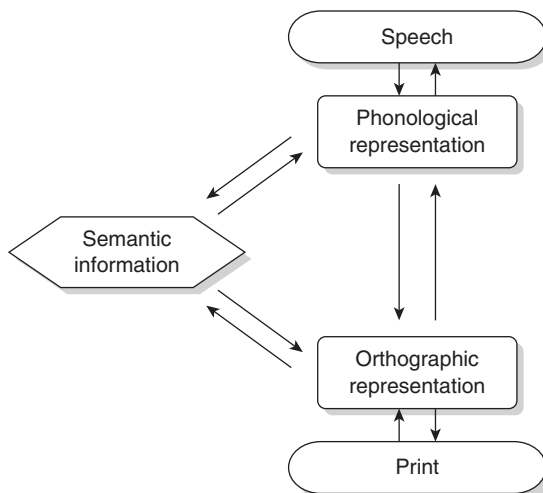 Speech
Phonological
representation
Semantic
information
Orthographic
representation
Print